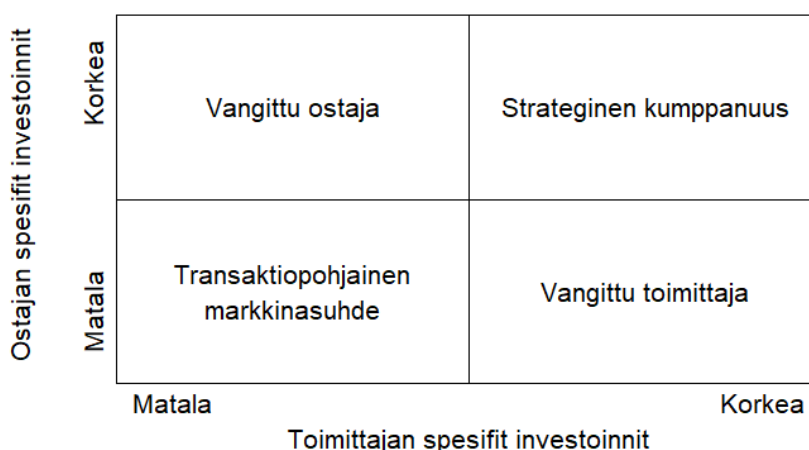 Ostajan spesifit investoinnit
Korkea
Vangittu ostaja
Strateginen kumppanuus
Matala
Transaktiopohjainen
markkinasuhde
Vangittu toimittaja
Matala
Korkea
Toimittajan spesifit investoinnit